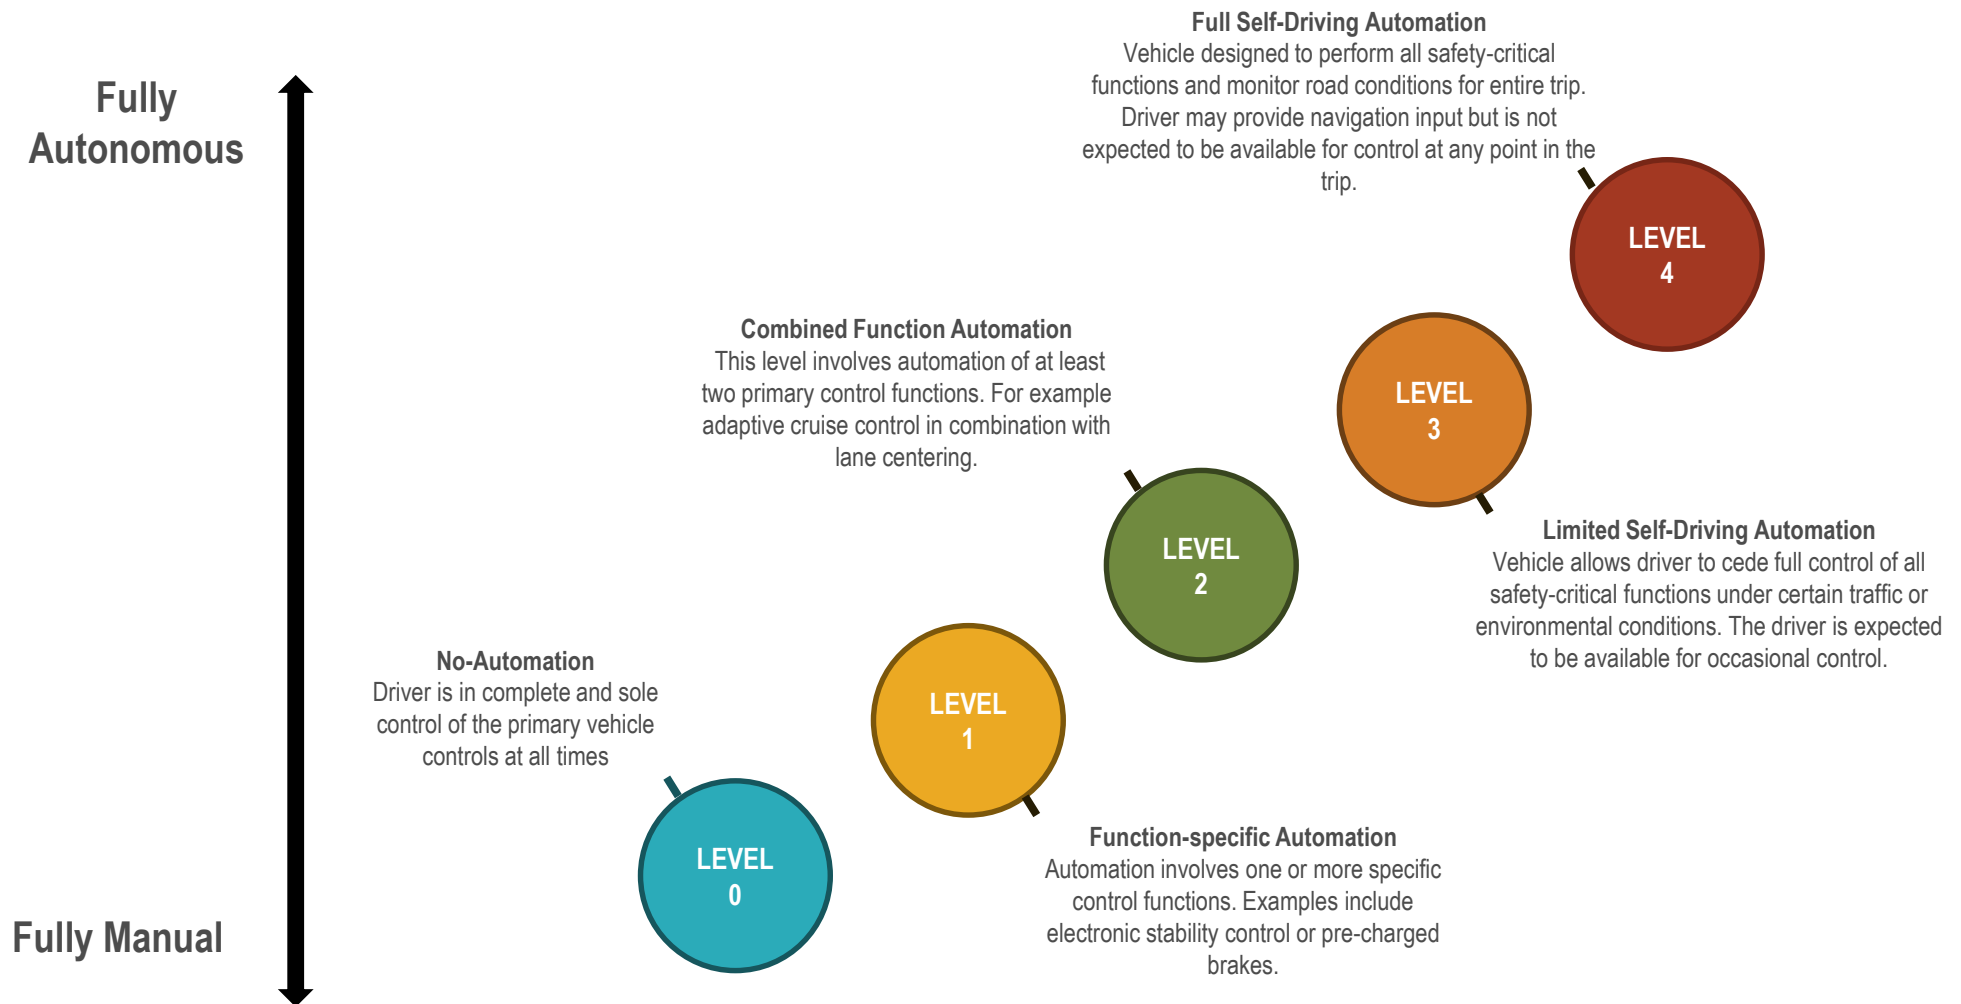 Full Self-Driving Automation
Vehicle designed to perform all safety-critical
functions and monitor road conditions for entire trip.
Driver may provide navigation input but is not
expected to be available for control at any point in the
trip.
Fully
Autonomous
LEVEL
4
Combined Function Automation
This level involves automation of at least
two primary control functions. For example
adaptive cruise control in combination with
lane centering.
LEVEL
3
Limited Self-Driving Automation
Vehicle allows driver to cede full control of all
safety-critical functions under certain traffic or
environmental conditions. The driver is expected
to be available for occasional control.
LEVEL
2
No-Automation
Driver is in complete and sole
control of the primary vehicle
controls at all times
LEVEL
1
Function-specific Automation
Automation involves one or more specific
control functions. Examples include
electronic stability control or pre-charged
brakes.
LEVEL
0
Fully Manual